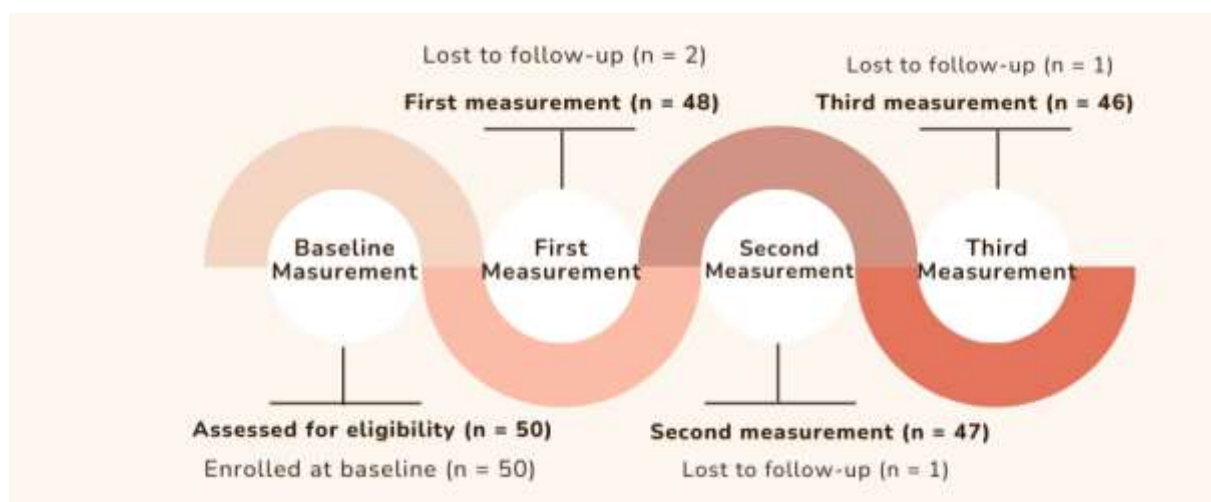 Lost to follow-up (n = 2)
First measurement (n = 48)
Lost to follow-up (n = 1)
Third measurement (n = 46)
Baseline
Masurement
First
Measurement
Second
Measurement
Third
Measurement
Assessed for eligibility (n = 50)
Enrolled at baseline (n = 50)
Second measurement (n = 47)
Lost to follow-up (n = 1)